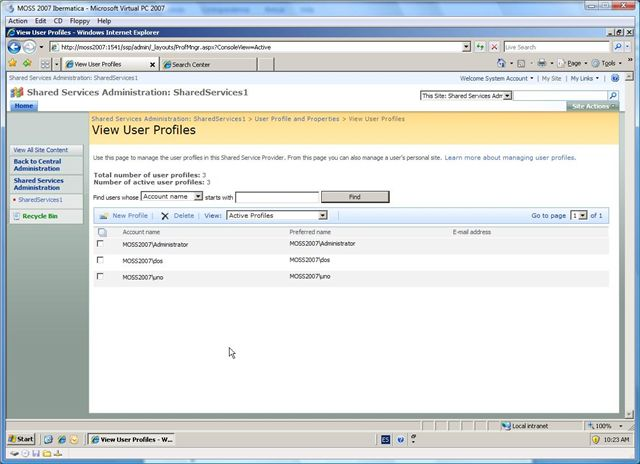 MOSS 2007 Ibermatica - Microsoft Virtual PC 2007
Action Edit Floppy Help
View User Profiles - Windows Internet Explorer
http://moss2007:1541/ssp/admin/_layouts/ProfMngr.aspx?ConsoleView=Active
Live Search
View User Profiles
Search Center
Page
Tools
Shared Services Administration: SharedServices1
Welcome System Account
My Site
My Links
Shared Services Administration: SharedServices1
This Site: Shared Services Adm
Home
Site Actions
Shared Services Administration: SharedServices1 > User Profile and Properties > View User Profiles
View User Profiles
View All Site Content
Back to Central Administration
Shared Services Administration
SharedServices1
Recycle Bin
Use this page to manage the user profiles in this Shared Service Provider. From this page you can also manage a user's personal site. Learn more about managing user profiles.
Total number of user profiles: 3
Number of active user profiles: 3
Find users whose Account name starts with Find
New Profile Delete View: Active Profiles Go to page 1 of 1
Account name Preferred name E-mail address
MOSS2007\Administrator MOSS2007\Administrator
MOSS2007\dos MOSS2007\dos
MOSS2007\uno MOSS2007\uno
Local intranet 100%
Start View User Profiles - W... ES 10:23 AM